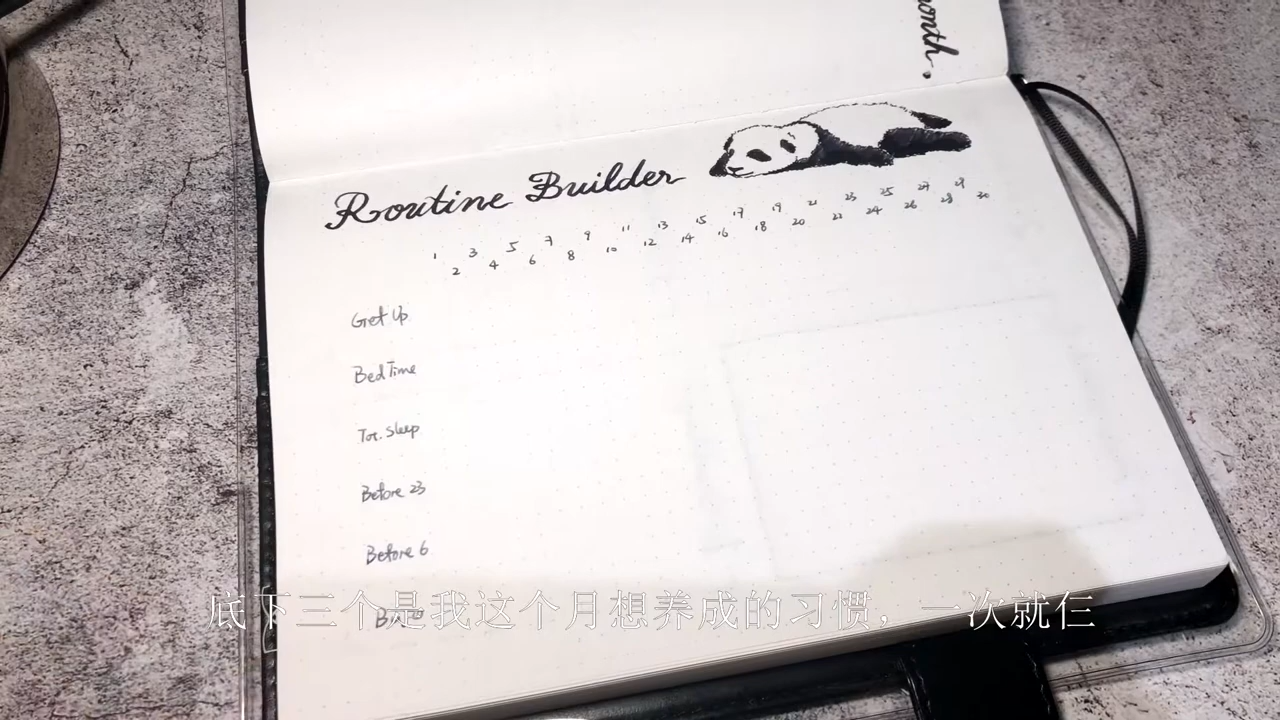 month.
Routine Builder
1 3 5 7 9 11 13 15 17 19 21 23 25 27 29
2 4 6 8 10 12 14 16 18 20 22 24 26 28 30
Get Up
Bed Time
Tot. Sleep
Before 23
Before 6
底下三个是我这个月想养成的习惯，一次就仨